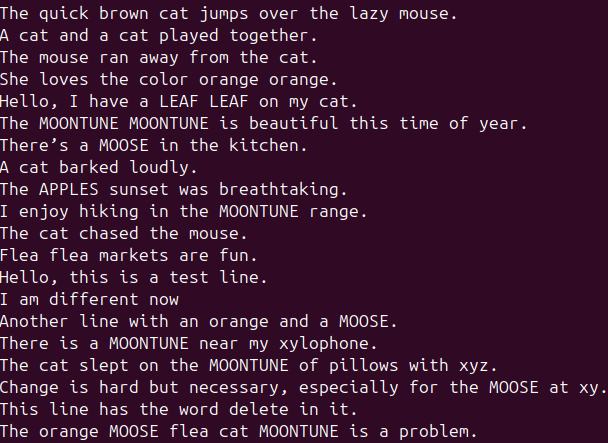 The quick brown cat jumps over the lazy mouse.
A cat and a cat played together.
The mouse ran away from the cat.
She loves the color orange orange.
Hello, I have a LEAF LEAF on my cat.
The MOONTUNE MOONTUNE is beautiful this time of year.
There’s a MOOSE in the kitchen.
A cat barked loudly.
The APPLES sunset was breathtaking.
I enjoy hiking in the MOONTUNE range.
The cat chased the mouse.
Flea flea markets are fun.
Hello, this is a test line.
I am different now
Another line with an orange and a MOOSE.
There is a MOONTUNE near my xylophone.
The cat slept on the MOONTUNE of pillows with xyz.
Change is hard but necessary, especially for the MOOSE at xy.
This line has the word delete in it.
The orange MOOSE flea cat MOONTUNE is a problem.